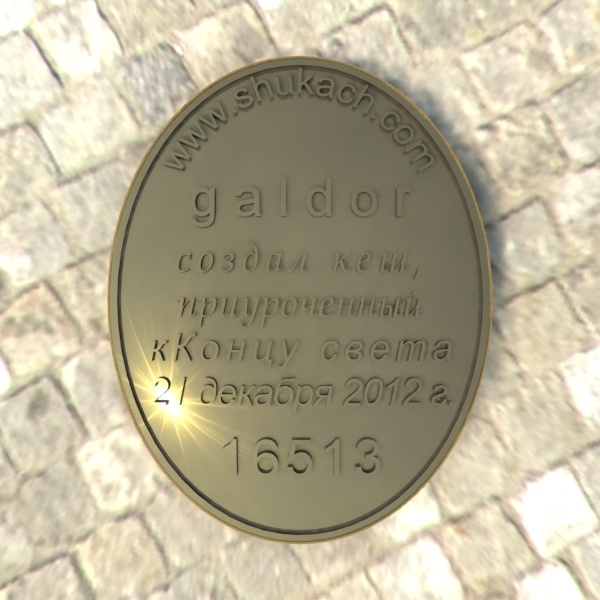 www.shukach.com
galdor
создал кеш,
приуроченный
кКонцу света
21 декабря 2012 г.
16513